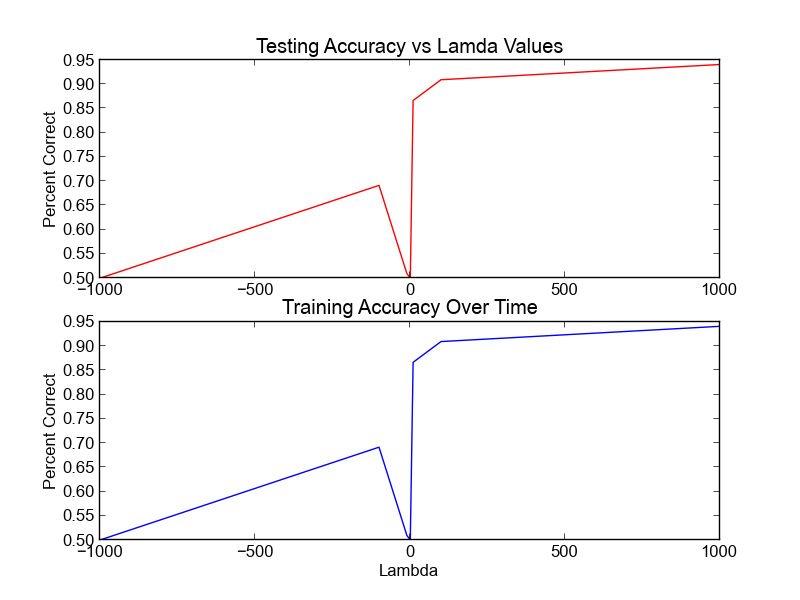 Testing Accuracy vs Lamda Values
Percent Correct
0.95
0.90
0.85
0.80
0.75
0.70
0.65
0.60
0.55
0.50
−1000 −500 0 500 1000
Training Accuracy Over Time
Percent Correct
0.95
0.90
0.85
0.80
0.75
0.70
0.65
0.60
0.55
0.50
−1000 −500 0 500 1000
Lambda